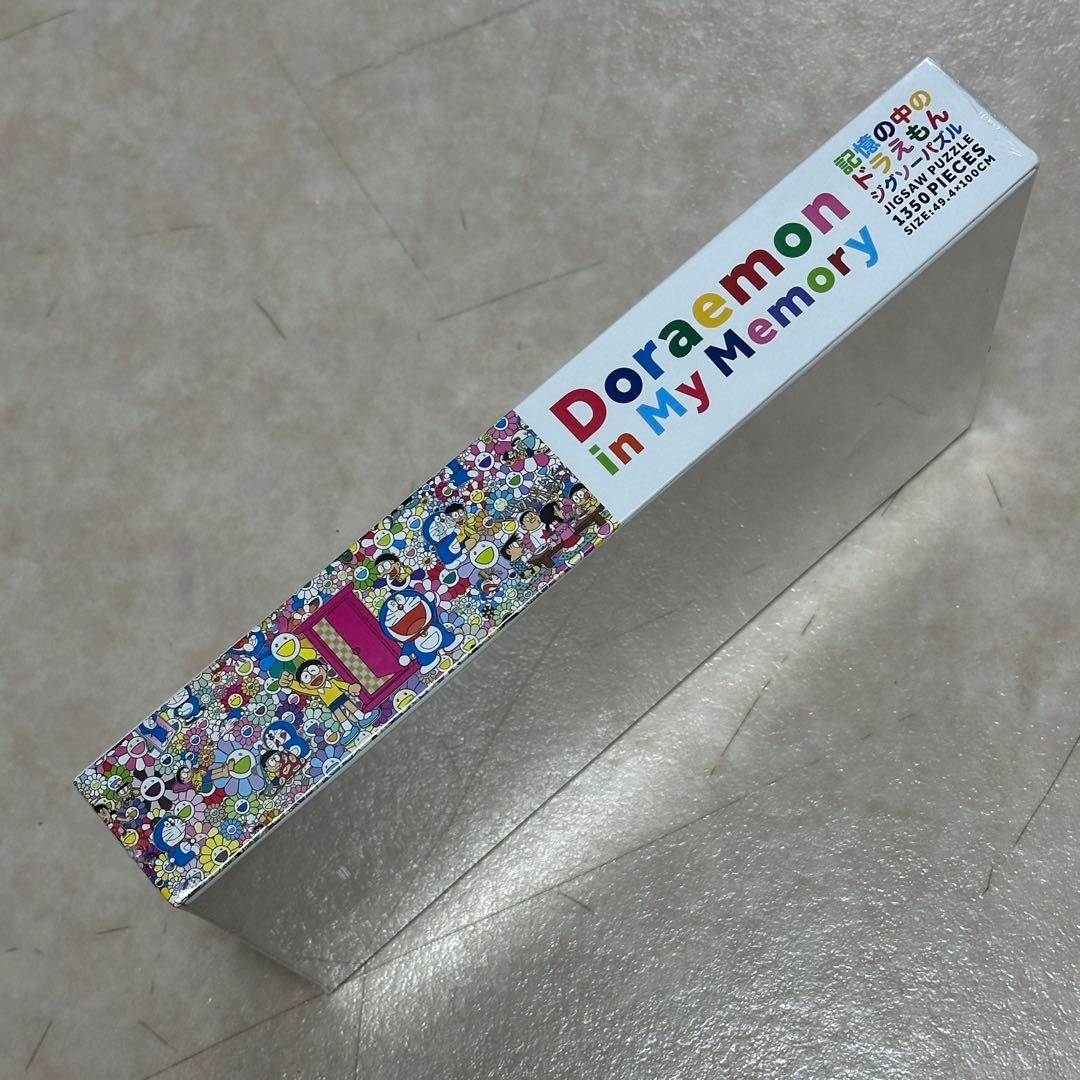 Doraemon
in My Memory
記憶の中の
ドラえもん
ジグソーパズル
JIGSAW PUZZLE
1350PIECES
SIZE:49.4×100CM